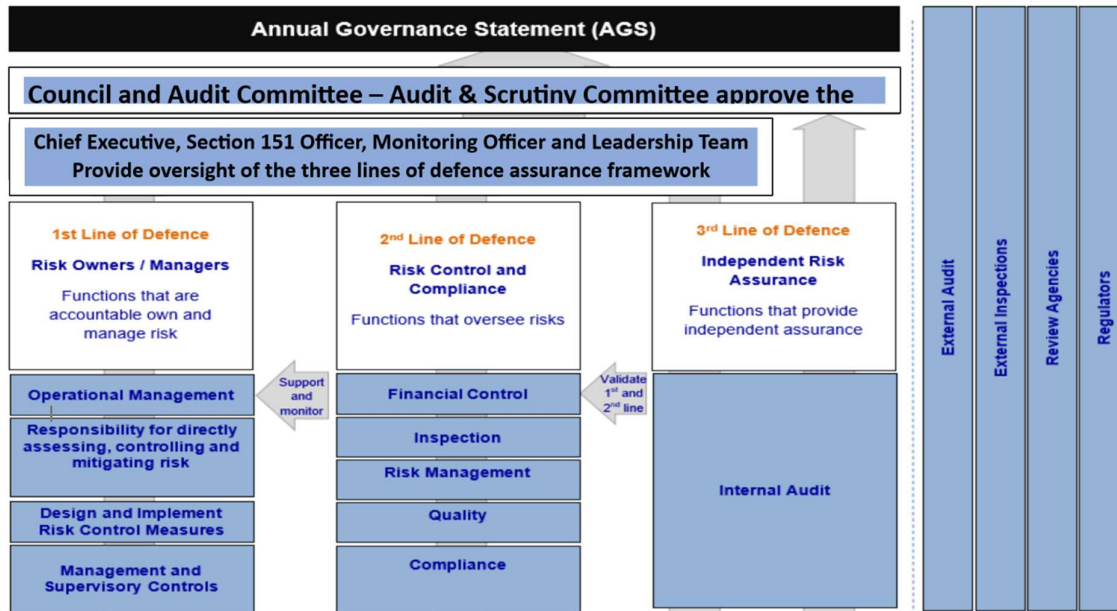 Annual Governance Statement (AGS)
Council and Audit Committee – Audit & Scrutiny Committee approve the
Chief Executive, Section 151 Officer, Monitoring Officer and Leadership Team
Provide oversight of the three lines of defence assurance framework
1st Line of Defence
Risk Owners / Managers
Functions that are
accountable own and
manage risk
Operational Management
Responsibility for directly
assessing, controlling and
mitigating risk
Design and Implement
Risk Control Measures
Management and
Supervisory Controls
Support
and
monitor
2nd Line of Defence
Risk Control and
Compliance
Functions that oversee risks
Financial Control
Inspection
Risk Management
Quality
Compliance
Validate
1st and
2nd line
3rd Line of Defence
Independent Risk
Assurance
Functions that provide
independent assurance
Internal Audit
External Audit
External Inspections
Review Agencies
Regulators